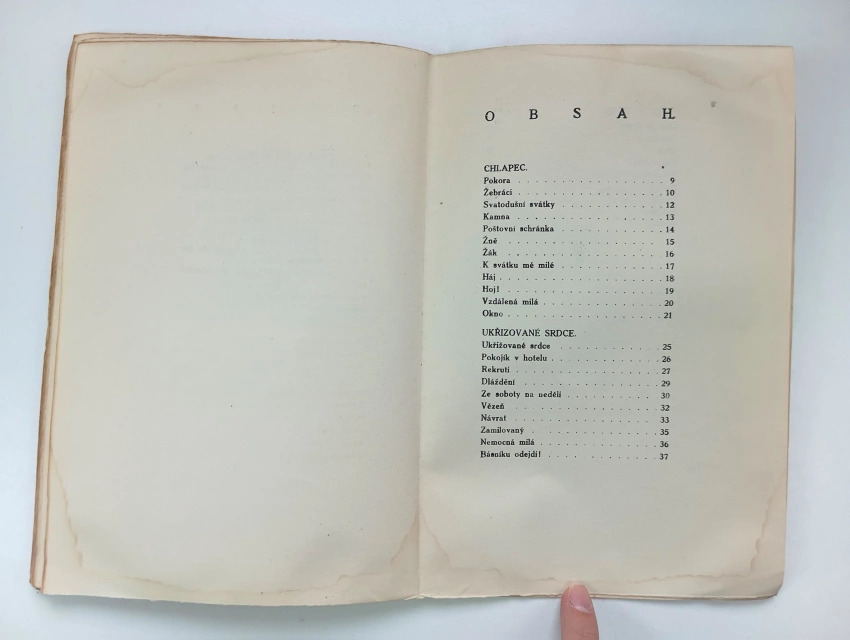 OBSAH.
CHLAPEC.
Pokora . . . . . . . . . . . . . . . . 9
Žebráci . . . . . . . . . . . . . . . . 10
Svatodušní svátky . . . . . . . . . . . 12
Kamna . . . . . . . . . . . . . . . . 13
Poštovní schránka . . . . . . . . . . . 14
Žně . . . . . . . . . . . . . . . . 15
Žák . . . . . . . . . . . . . . . . 16
K svátku mé milé . . . . . . . . . . . 17
Háj . . . . . . . . . . . . . . . . . 18
Hoj! . . . . . . . . . . . . . . . . 19
Vzdálená milá . . . . . . . . . . . . 20
Okno . . . . . . . . . . . . . . . . 21
UKŘIŽOVANÉ SRDCE.
Ukřižované srdce . . . . . . . . . . . 25
Pokojík v hotelu . . . . . . . . . . . . 26
Rekruti . . . . . . . . . . . . . . . 27
Dláždění . . . . . . . . . . . . . . 29
Ze soboty na neděli . . . . . . . . . . 30
Vězeň . . . . . . . . . . . . . . . 32
Návrat . . . . . . . . . . . . . . . 33
Zamilovaný . . . . . . . . . . . . . 35
Nemocná milá . . . . . . . . . . . . 36
Básníku odejdi! . . . . . . . . . . . 37